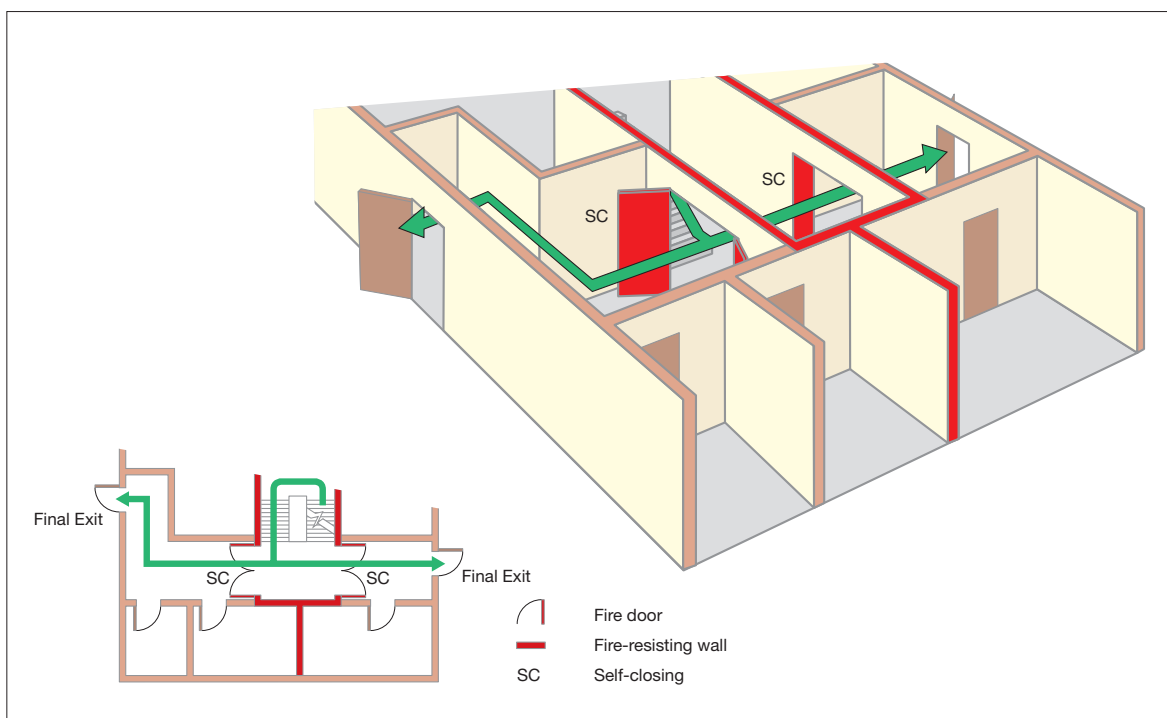 SC
SC
Final Exit
SC
SC
Final Exit
Fire door
Fire-resisting wall
SC
Self-closing